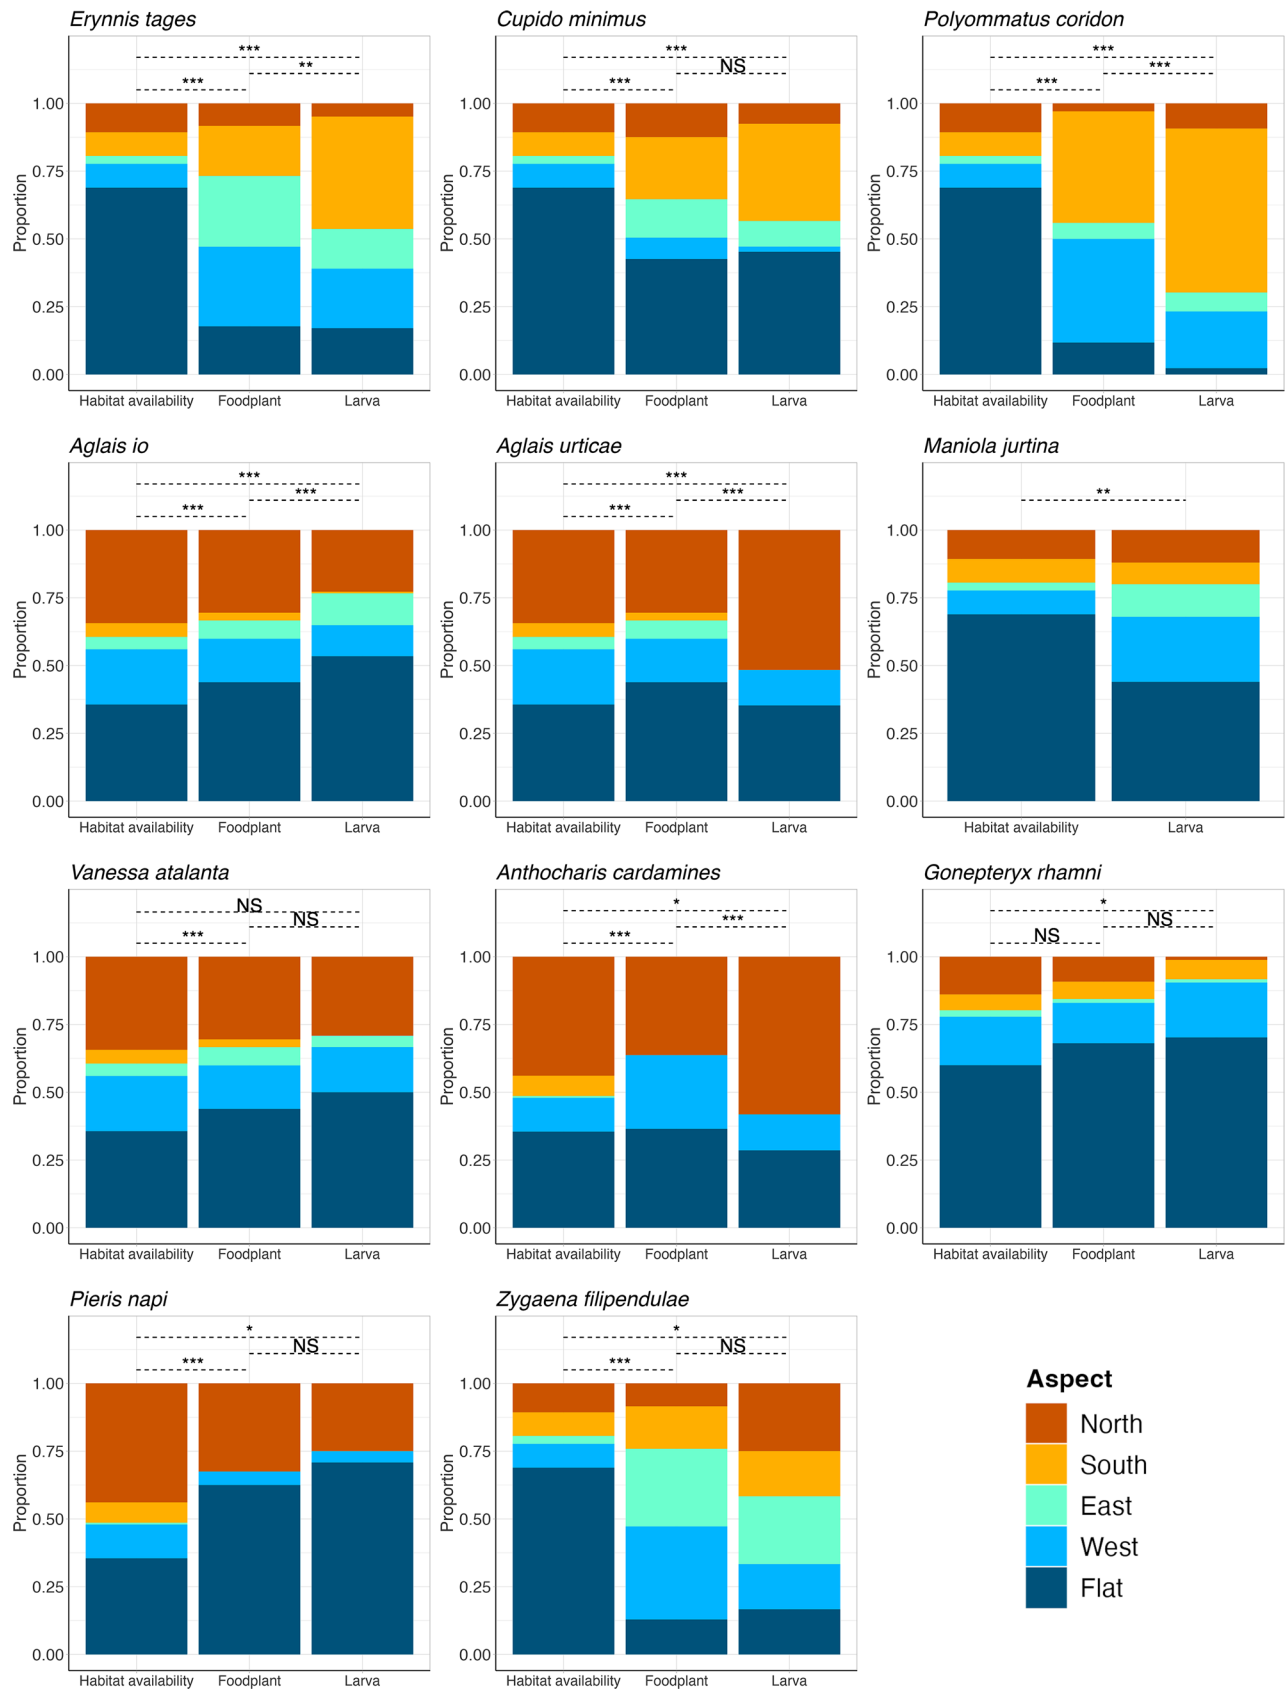 Erynnis tages
Cupido minimus
Polyommatus coridon
***
***
***
**
NS
***
***
***
***
1.00
0.75
0.50
0.25
0.00
Proportion
Habitat availability Foodplant Larva
1.00
0.75
0.50
0.25
0.00
Proportion
Habitat availability Foodplant Larva
1.00
0.75
0.50
0.25
0.00
Proportion
Habitat availability Foodplant Larva
Aglais io
Aglais urticae
Maniola jurtina
***
***
***
***
**
***
***
1.00
0.75
0.50
0.25
0.00
Proportion
Habitat availability Foodplant Larva
1.00
0.75
0.50
0.25
0.00
Proportion
Habitat availability Foodplant Larva
1.00
0.75
0.50
0.25
0.00
Proportion
Habitat availability Larva
Vanessa atalanta
Anthocharis cardamines
Gonepteryx rhamni
NS
*
*
NS
***
NS
***
***
NS
1.00
0.75
0.50
0.25
0.00
Proportion
Habitat availability Foodplant Larva
1.00
0.75
0.50
0.25
0.00
Proportion
Habitat availability Foodplant Larva
1.00
0.75
0.50
0.25
0.00
Proportion
Habitat availability Foodplant Larva
Pieris napi
Zygaena filipendulae
*
*
NS
NS
***
***
1.00
0.75
0.50
0.25
0.00
Proportion
Habitat availability Foodplant Larva
1.00
0.75
0.50
0.25
0.00
Proportion
Habitat availability Foodplant Larva
Aspect
North
South
East
West
Flat